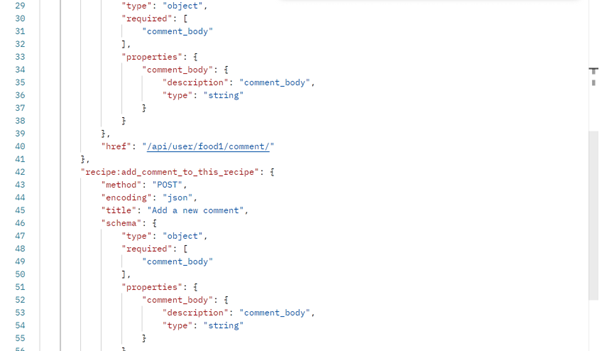 29 "type": "object",
30 "required": [
31 "comment_body"
32 ],
33 "properties": {
34 "comment_body": {
35 "description": "comment_body",
36 "type": "string"
37 }
38 }
39 },
40 "href": "/api/user/food1/comment/"
41 },
42 "recipe:add_comment_to_this_recipe": {
43 "method": "POST",
44 "encoding": "json",
45 "title": "Add a new comment",
46 "schema": {
47 "type": "object",
48 "required": [
49 "comment_body"
50 ],
51 "properties": {
52 "comment_body": {
53 "description": "comment_body",
54 "type": "string"
55 }
56 }